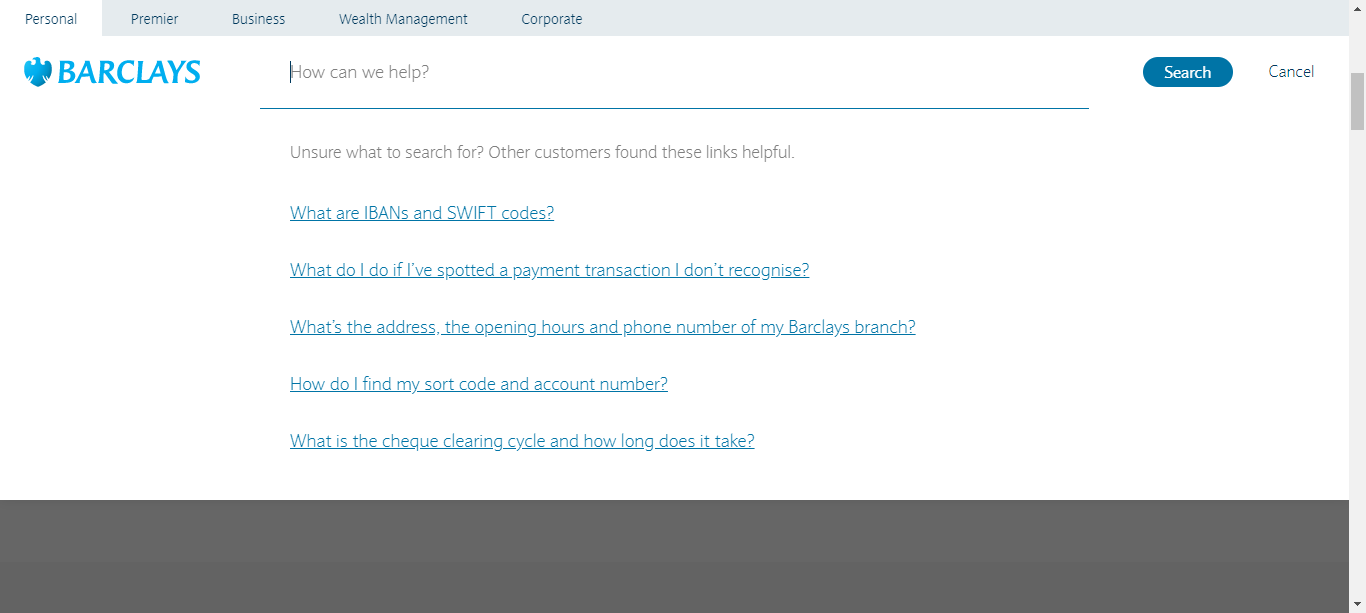 Personal Premier Business Wealth Management Corporate
BARCLAYS How can we help? Search Cancel
Unsure what to search for? Other customers found these links helpful.
What are IBANs and SWIFT codes?
What do I do if I've spotted a payment transaction I don't recognise?
What's the address, the opening hours and phone number of my Barclays branch?
How do I find my sort code and account number?
What is the cheque clearing cycle and how long does it take?